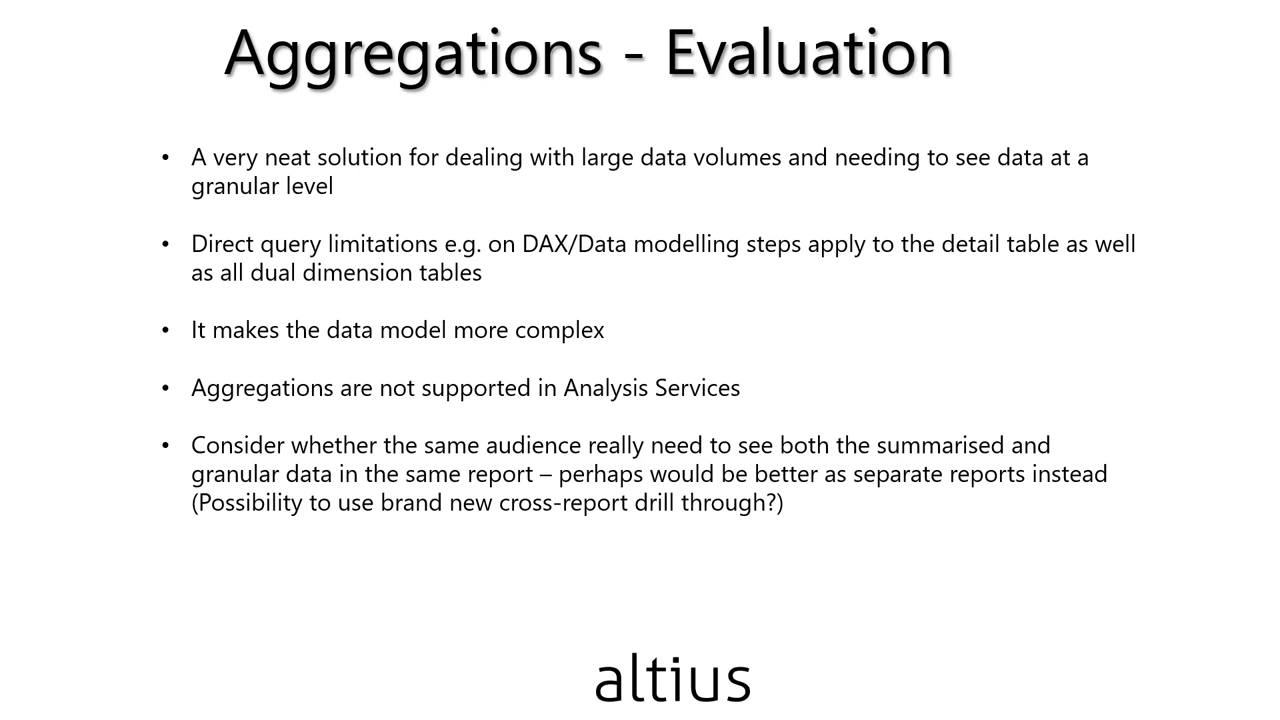 Aggregations - Evaluation
• A very neat solution for dealing with large data volumes and needing to see data at a
granular level
• Direct query limitations e.g. on DAX/Data modelling steps apply to the detail table as well
as all dual dimension tables
• It makes the data model more complex
• Aggregations are not supported in Analysis Services
• Consider whether the same audience really need to see both the summarised and
granular data in the same report – perhaps would be better as separate reports instead
(Possibility to use brand new cross-report drill through?)
altius